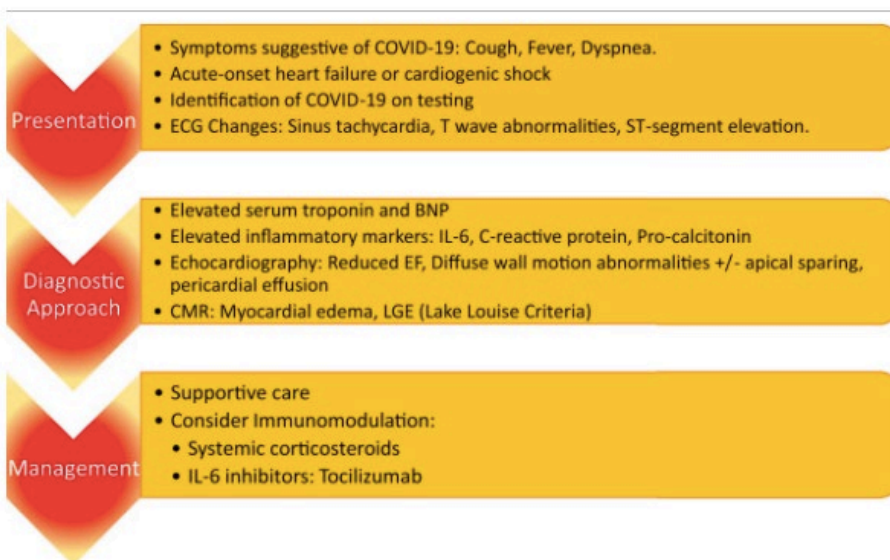 Presentation
• Symptoms suggestive of COVID-19: Cough, Fever, Dyspnea.
• Acute-onset heart failure or cardiogenic shock
• Identification of COVID-19 on testing
• ECG Changes: Sinus tachycardia, T wave abnormalities, ST-segment elevation.
Diagnostic
Approach
• Elevated serum troponin and BNP
• Elevated inflammatory markers: IL-6, C-reactive protein, Pro-calcitonin
• Echocardiography: Reduced EF, Diffuse wall motion abnormalities +/- apical sparing,
pericardial effusion
• CMR: Myocardial edema, LGE (Lake Louise Criteria)
Management
• Supportive care
• Consider Immunomodulation:
• Systemic corticosteroids
• IL-6 inhibitors: Tocilizumab